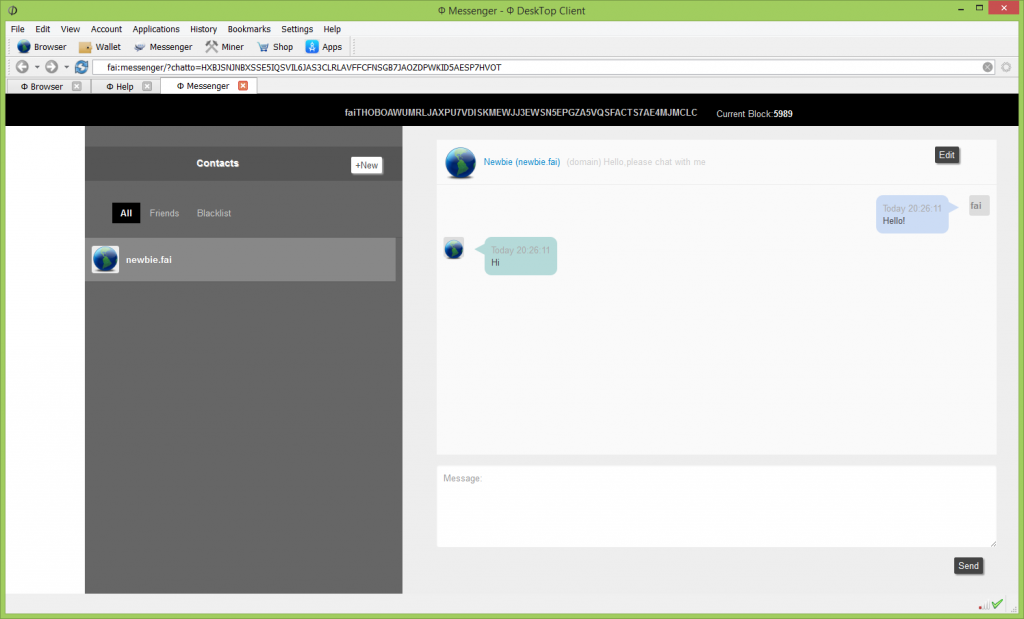 Φ Messenger - Φ DeskTop Client
File Edit View Account Applications History Bookmarks Settings Help
Browser Wallet Messenger Miner Shop Apps
fai:messenger/?chatto=HXBJSNJNBXSSE5IQSVIL6JAS3CLRLAVFFCFNSGB7JAOZDPWKID5AESP7HVOT
Φ Browser Φ Help Φ Messenger
faiTHOBOAWUMRLJAXPU7VDISKMEWJJ3EWSN5EPGZA5VQSFACTS7AE4MJMCLC Current Block:5989
Contacts +New
All Friends Blacklist
newbie.fai
Newbie (newbie.fai) (domain) Hello,please chat with me Edit
Today 20:26:11
Hello!
fai
Today 20:26:11
Hi
Message:
Send